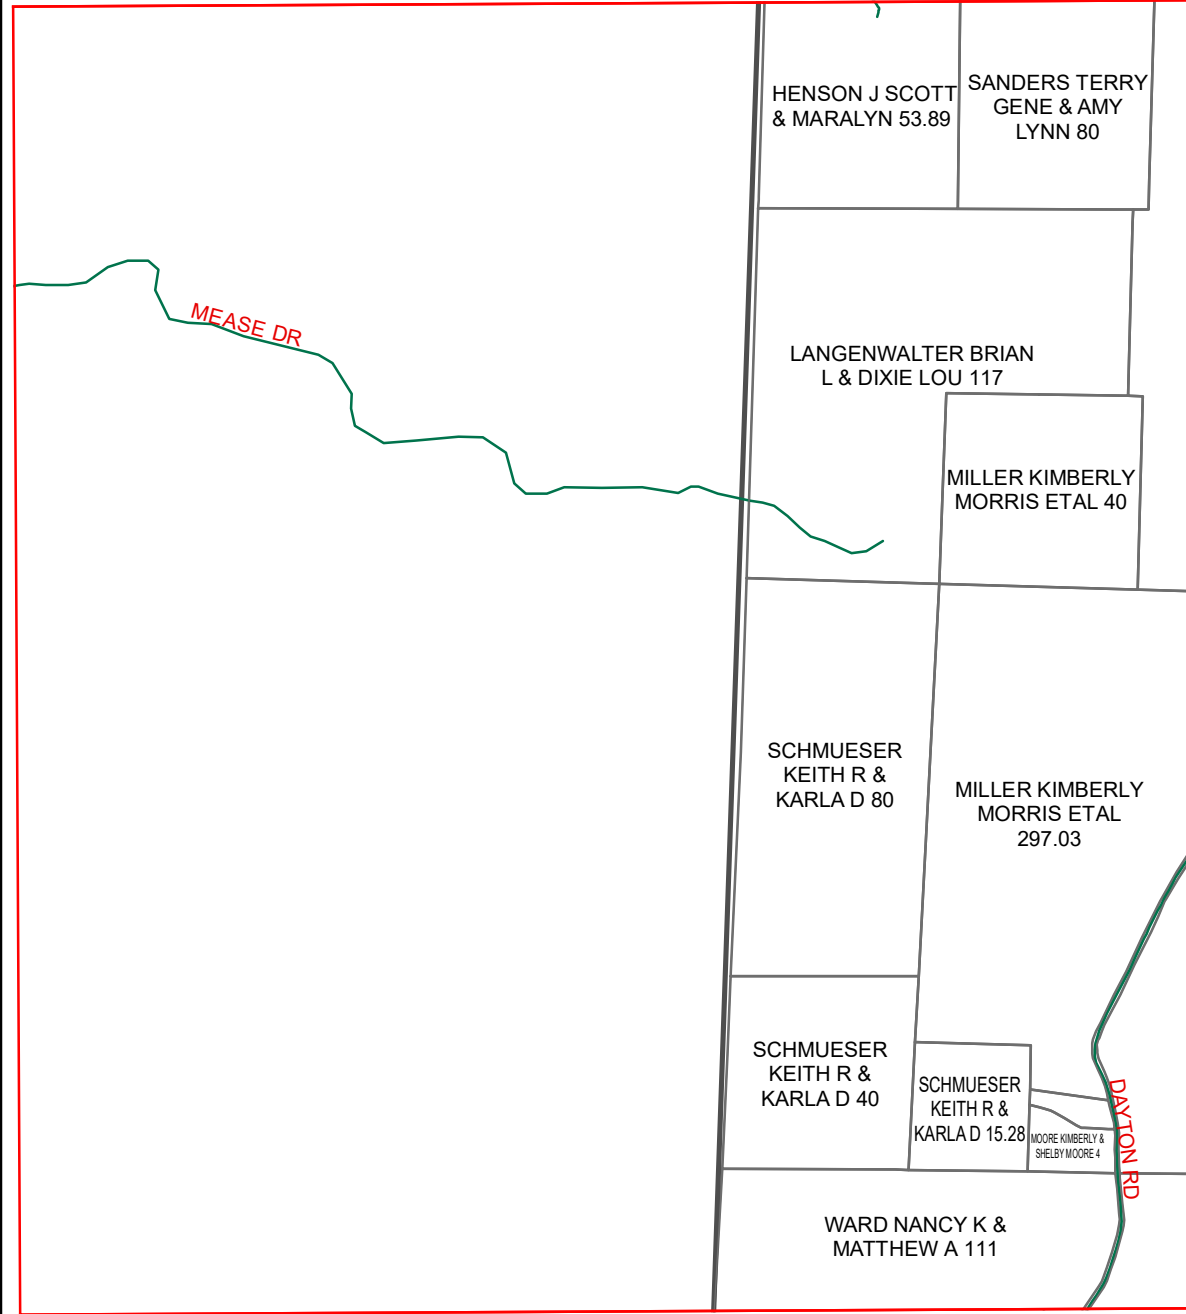 HENSON J SCOTT
& MARALYN 53.89
SANDERS TERRY
GENE & AMY
LYNN 80
MEASE DR
LANGENWALTER BRIAN
L & DIXIE LOU 117
MILLER KIMBERLY
MORRIS ETAL 40
SCHMUESER
KEITH R &
KARLA D 80
MILLER KIMBERLY
MORRIS ETAL
297.03
SCHMUESER
KEITH R &
KARLA D 40
SCHMUESER
KEITH R &
KARLA D 15.28
MOORE KIMBERLY &
SHELBY MOORE 4
DAYTON RD
WARD NANCY K &
MATTHEW A 111